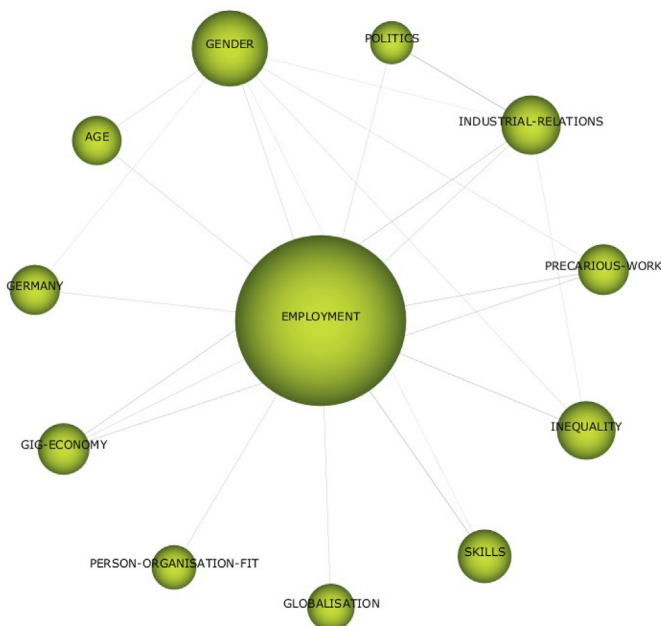 GENDER
POLITICS
INDUSTRIAL-RELATIONS
AGE
PRECARIOUS-WORK
GERMANY
EMPLOYMENT
INEQUALITY
GIG-ECONOMY
SKILLS
PERSON-ORGANISATION-FIT
GLOBALISATION